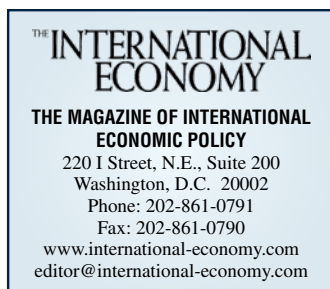 THE INTERNATIONAL
ECONOMY
THE MAGAZINE OF INTERNATIONAL
ECONOMIC POLICY
220 I Street, N.E., Suite 200
Washington, D.C. 20002
Phone: 202-861-0791
Fax: 202-861-0790
www.international-economy.com
editor@international-economy.com